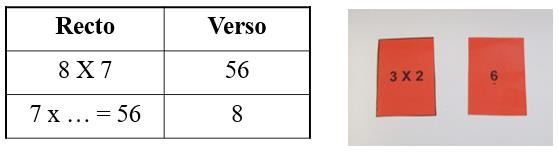 Recto Verso
8 X 7 56
7 x … = 56 8
3 X 2 6